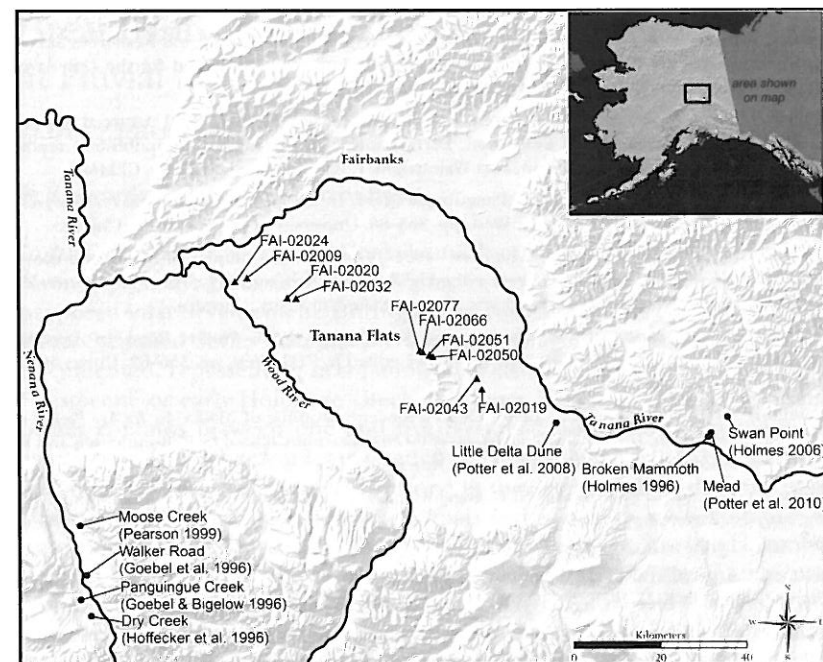 area shown
on map
Fairbanks
Tanana River
FAI-02024
FAI-02009
FAI-02020
FAI-02032
FAI-02077
FAI-02066
Tanana Flats
FAI-02051
FAI-02050
Nenana River
Wood River
FAI-02043
FAI-02019
Tanana River
Little Delta Dune
(Potter et al. 2008)
Swan Point
(Holmes 2006)
Broken Mammoth
(Holmes 1996)
Mead
(Potter et al. 2010)
Moose Creek
(Pearson 1999)
Walker Road
(Goebel et al. 1996)
Panguingue Creek
(Goebel & Bigelow 1996)
Dry Creek
(Hoffecker et al. 1996)
N
W
E
S
Kilometers
0 20 40